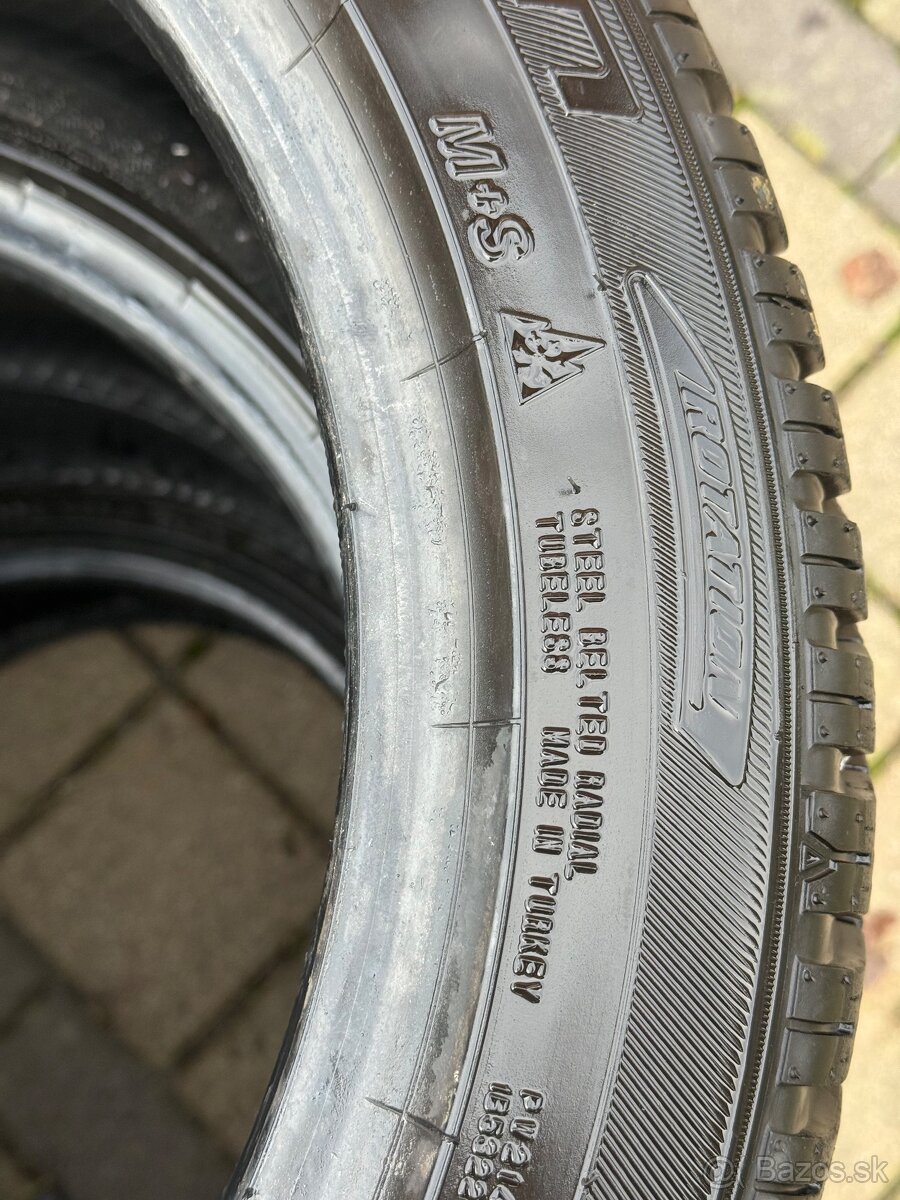 M+S
ROTATION
STEEL BELTED RADIAL
TUBELESS MADE IN TURKEY
Bazos.sk